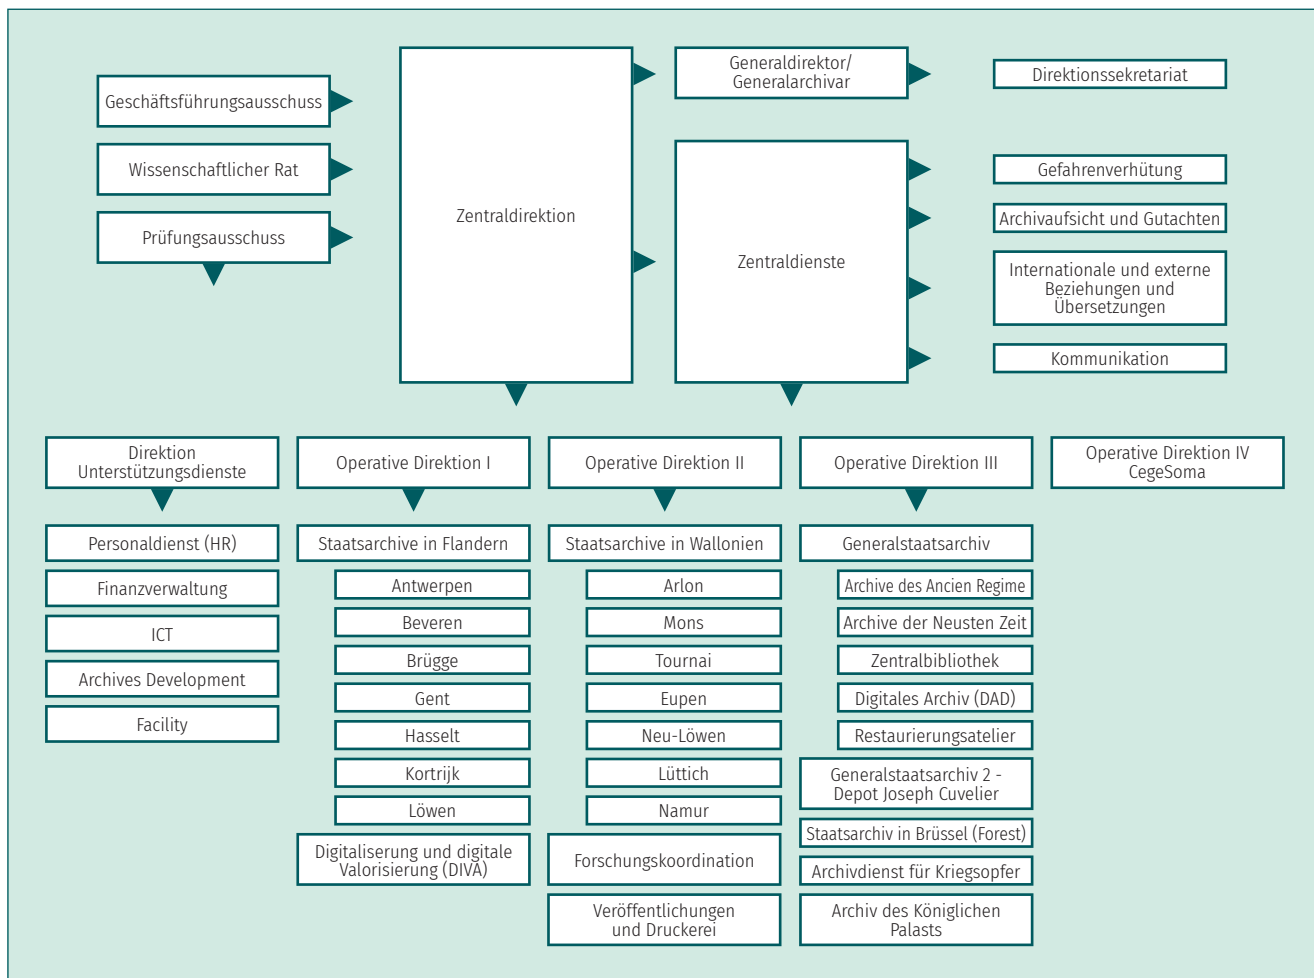 Geschäftsführungsausschuss
Wissenschaftlicher Rat
Prüfungsausschuss
Zentraldirektion
Generaldirektor/
Generalarchivar
Zentraldienste
Direktionssekretariat
Gefahrenverhütung
Archivaufsicht und Gutachten
Internationale und externe
Beziehungen und
Übersetzungen
Kommunikation
Direktion
Unterstützungsdienste
Personaldienst (HR)
Finanzverwaltung
ICT
Archives Development
Facility
Operative Direktion I
Staatsarchive in Flandern
Antwerpen
Beveren
Brügge
Gent
Hasselt
Kortrijk
Löwen
Digitaliserung und digitale
Valorisierung (DIVA)
Operative Direktion II
Staatsarchive in Wallonien
Arlon
Mons
Tournai
Eupen
Neu-Löwen
Lüttich
Namur
Forschungskoordination
Veröffentlichungen
und Druckerei
Operative Direktion III
Generalstaatsarchiv
Archive des Ancien Regime
Archive der Neusten Zeit
Zentralbibliothek
Digitales Archiv (DAD)
Restaurierungsatelier
Generalstaatsarchiv 2 -
Depot Joseph Cuvelier
Staatsarchiv in Brüssel (Forest)
Archivdienst für Kriegsopfer
Archiv des Königlichen
Palasts
Operative Direktion IV
CegeSoma